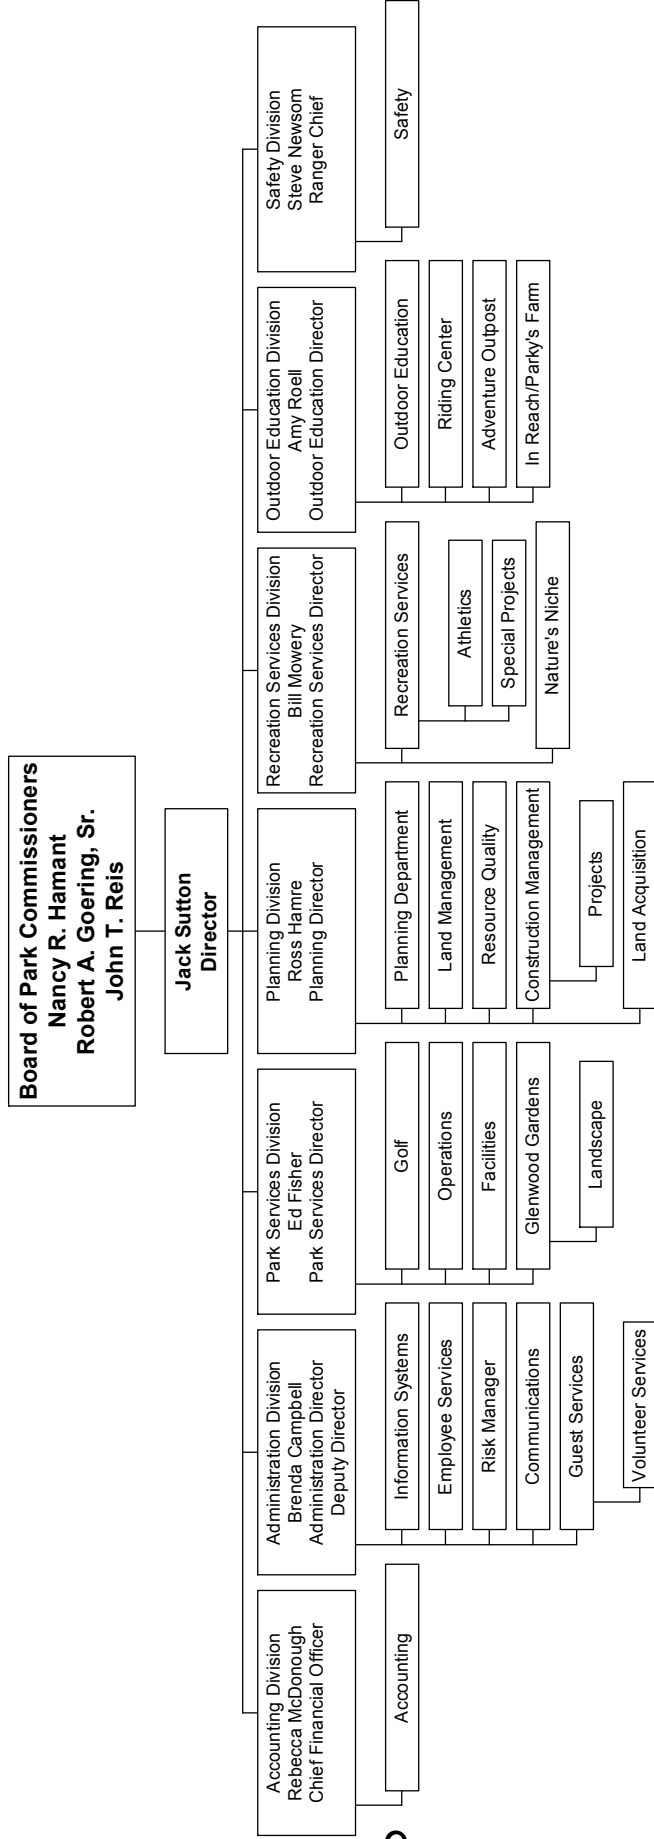 Board of Park Commissioners
Nancy R. Hamant
Robert A. Goering, Sr.
John T. Reis
Jack Sutton
Director
Accounting Division
Rebecca McDonough
Chief Financial Officer
Accounting
Administration Division
Brenda Campbell
Administration Director
Deputy Director
Information Systems
Employee Services
Risk Manager
Communications
Guest Services
Volunteer Services
Park Services Division
Ed Fisher
Park Services Director
Golf
Operations
Facilities
Glenwood Gardens
Landscape
Planning Division
Ross Hamre
Planning Director
Planning Department
Land Management
Resource Quality
Construction Management
Projects
Land Acquisition
Recreation Services Division
Bill Mowery
Recreation Services Director
Recreation Services
Athletics
Special Projects
Nature's Niche
Outdoor Education Division
Amy Roell
Outdoor Education Director
Outdoor Education
Riding Center
Adventure Outpost
In Reach/Parky's Farm
Safety Division
Steve Newsom
Ranger Chief
Safety